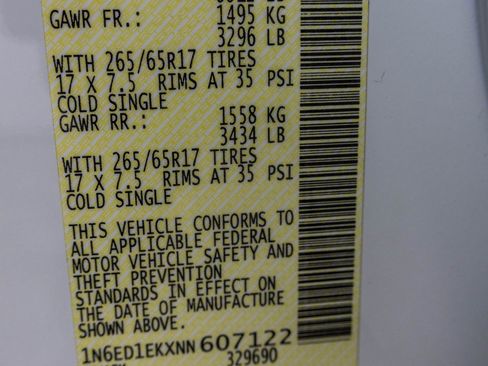 GAWR FR.: 1495 KG
3296 LB
WITH 265/65R17 TIRES
17 X 7.5 RIMS AT 35 PSI
COLD SINGLE
GAWR RR.: 1558 KG
3434 LB
WITH 265/65R17 TIRES
17 X 7.5 RIMS AT 35 PSI
COLD SINGLE
THIS VEHICLE CONFORMS TO
ALL APPLICABLE FEDERAL
MOTOR VEHICLE SAFETY AND
THEFT PREVENTION
STANDARDS IN EFFECT ON
THE DATE OF MANUFACTURE
SHOWN ABOVE.
1N6ED1EKXNN607122
329690